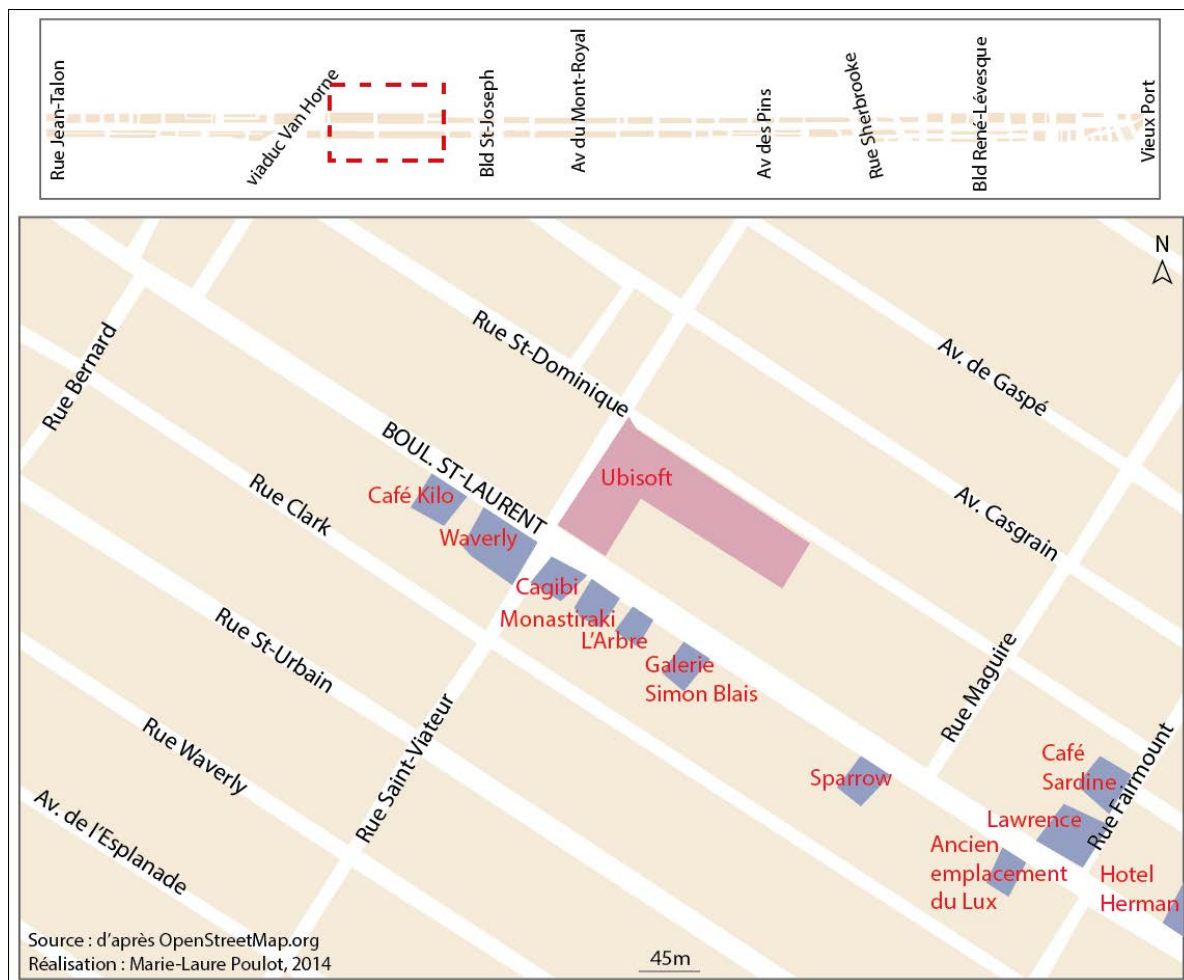 Rue Jean-Talon
viaduc Van Horne
Bld St-Joseph
Av du Mont-Royal
Av des Pins
Rue Sherbrooke
Bld René-Lévesque
Vieux Port
N
Rue Bernard
Rue St-Dominique
Av. de Gaspé
BOUL. ST-LAURENT
Ubisoft
Café Kilo
Rue Clark
Waverly
Av. Casgrain
Cagibi
Monastiraki
L'Arbre
Rue St-Urbain
Galerie
Simon Blais
Rue Maguire
Rue Waverly
Rue Saint-Viateur
Sparrow
Café
Sardine
Rue Fairmount
Lawrence
Av. de l'Esplanade
Ancien
emplacement
du Lux
Hotel
Herman
Source : d'après OpenStreetMap.org
Réalisation : Marie-Laure Poulot, 2014
45m